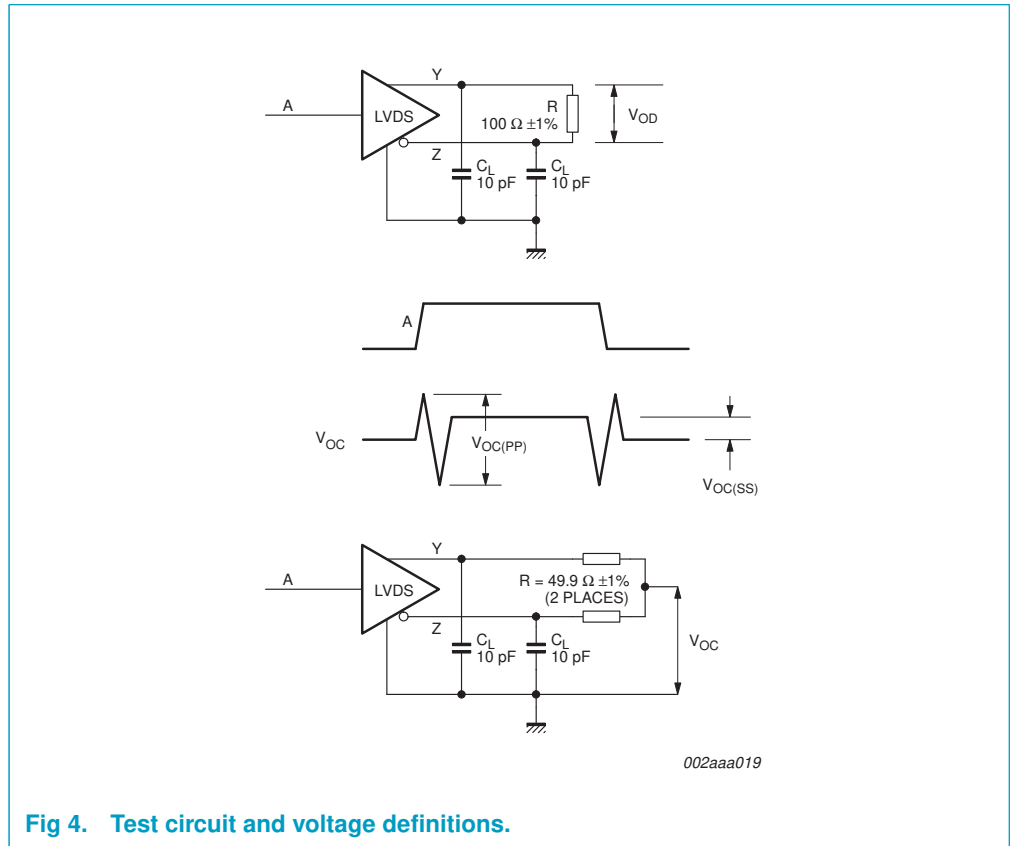 Y
A
LVDS
R
100 Ω ±1%
V_OD
Z
C_L
10 pF
C_L
10 pF
A
V_OC
V_OC(PP)
V_OC(SS)
Y
A
LVDS
R = 49.9 Ω ±1%
(2 PLACES)
Z
C_L
10 pF
C_L
10 pF
V_OC
002aaa019
Fig 4. Test circuit and voltage definitions.